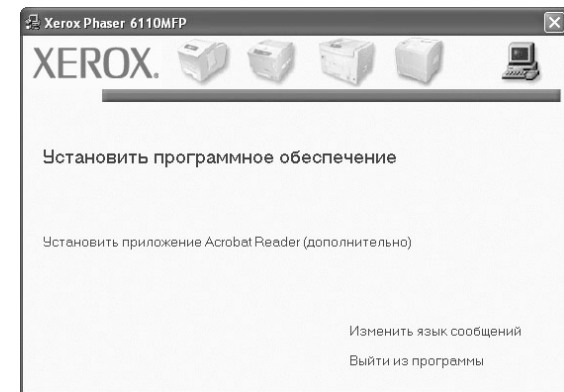 Xerox Phaser 6110MFP
XEROX.
Установить программное обеспечение
Установить приложение Acrobat Reader (дополнительно)
Изменить язык сообщений
Выйти из программы